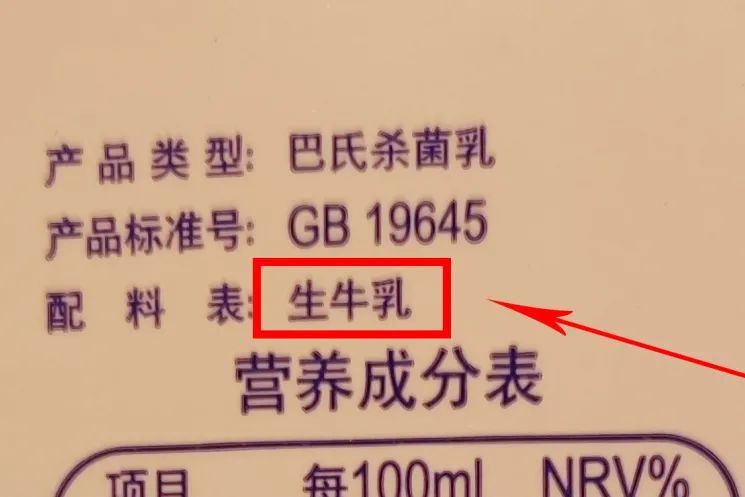 产品类型: 巴氏杀菌乳
产品标准号: GB 19645
配料表: 生牛乳
营养成分表
项目 每100ml NRV%